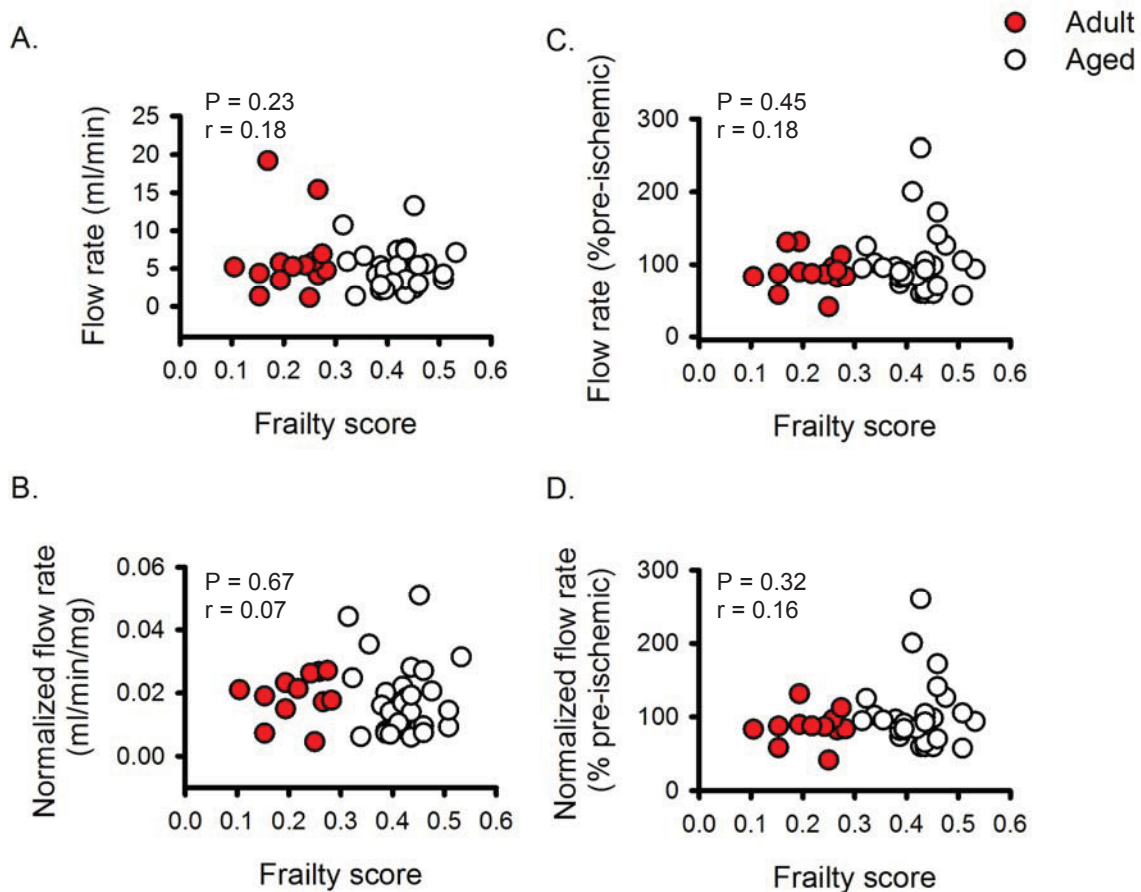 Adult
Aged
A.
P = 0.23
r = 0.18
25
20
15
10
5
0
Flow rate (ml/min)
0.0 0.1 0.2 0.3 0.4 0.5 0.6
Frailty score
C.
P = 0.45
r = 0.18
300
200
100
0
Flow rate (%pre-ischemic)
0.0 0.1 0.2 0.3 0.4 0.5 0.6
Frailty score
B.
P = 0.67
r = 0.07
0.06
0.04
0.02
0.00
Normalized flow rate
(ml/min/mg)
0.0 0.1 0.2 0.3 0.4 0.5 0.6
Frailty score
D.
P = 0.32
r = 0.16
300
200
100
0
Normalized flow rate
(% pre-ischemic)
0.0 0.1 0.2 0.3 0.4 0.5 0.6
Frailty score